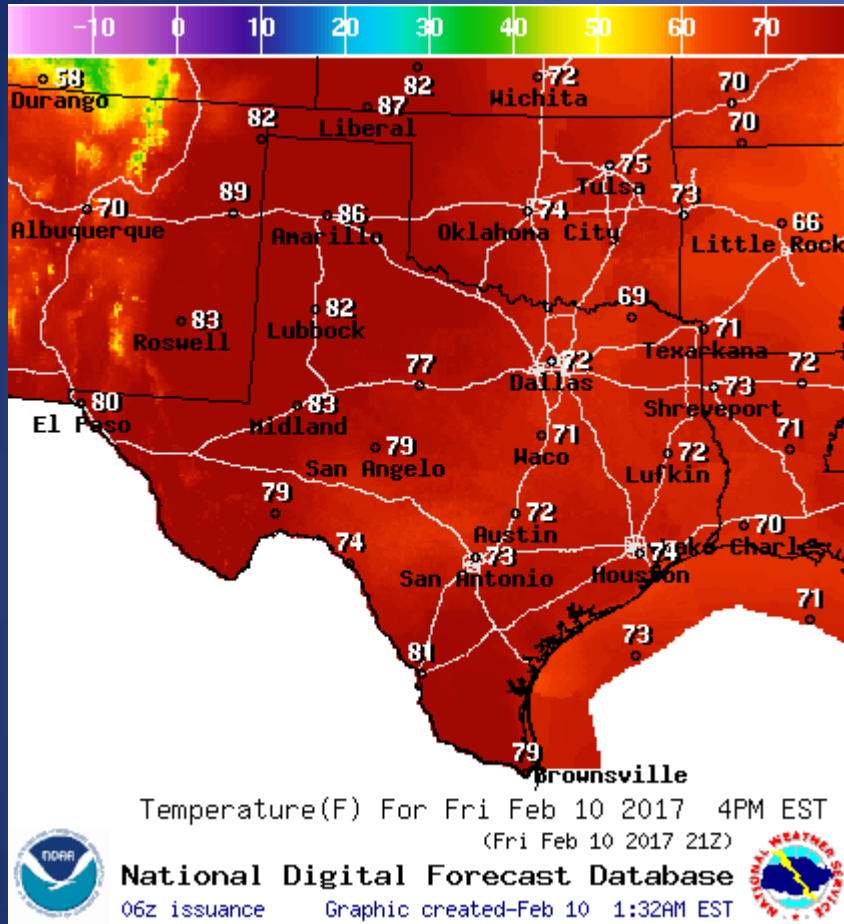 -10 0 10 20 30 40 50 60 70
58
Durango
82
72
Wichita
70
87
Liberal
82
70
75
Tulsa
70
Albuquerque
89
86
Amarillo
74
Oklahoma City
73
66
Little Rock
83
Roswell
82
Lubbock
69
71
Texarkana
77
72
Dallas
72
80
El Paso
83
Midland
73
Shreveport
79
San Angelo
71
Waco
72
Lufkin
71
79
72
Austin
70
Lake Charles
74
73
San Antonio
74
Houston
71
81
73
79
Brownsville
Temperature(F) For Fri Feb 10 2017 4PM EST
(Fri Feb 10 2017 21Z)
National Digital Forecast Database
06z issuance Graphic created-Feb 10 1:32AM EST
NOAA
NATIONAL WEATHER SERVICE